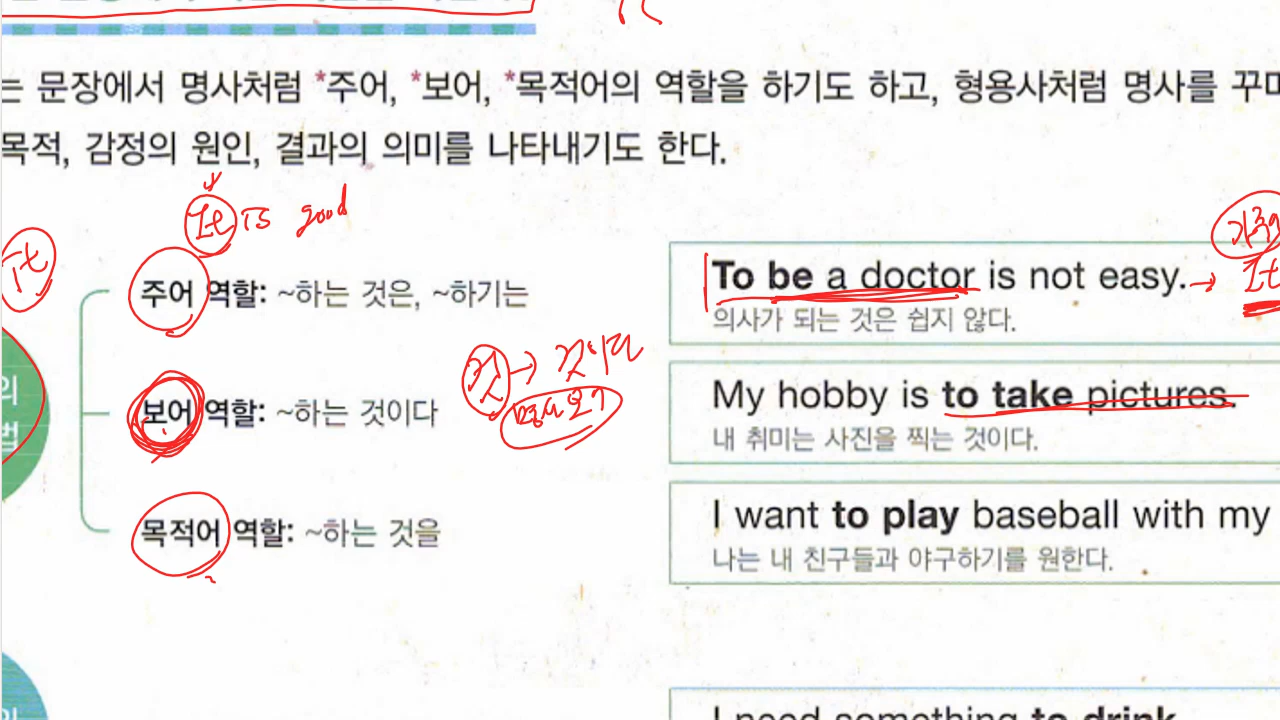 는 문장에서 명사처럼 *주어, *보어, *목적어의 역할을 하기도 하고, 형용사처럼 명사를 꾸며
목적, 감정의 원인, 결과의 의미를 나타내기도 한다.
It is good
주어 역할: ~하는 것은, ~하기는
To be a doctor is not easy. → It
의사가 되는 것은 쉽지 않다.
것 → 것이다
보어 역할: ~하는 것이다
My hobby is to take pictures.
내 취미는 사진을 찍는 것이다.
의
법
목적어 역할: ~하는 것을
I want to play baseball with my
나는 내 친구들과 야구하기를 원한다.
I need something to drink